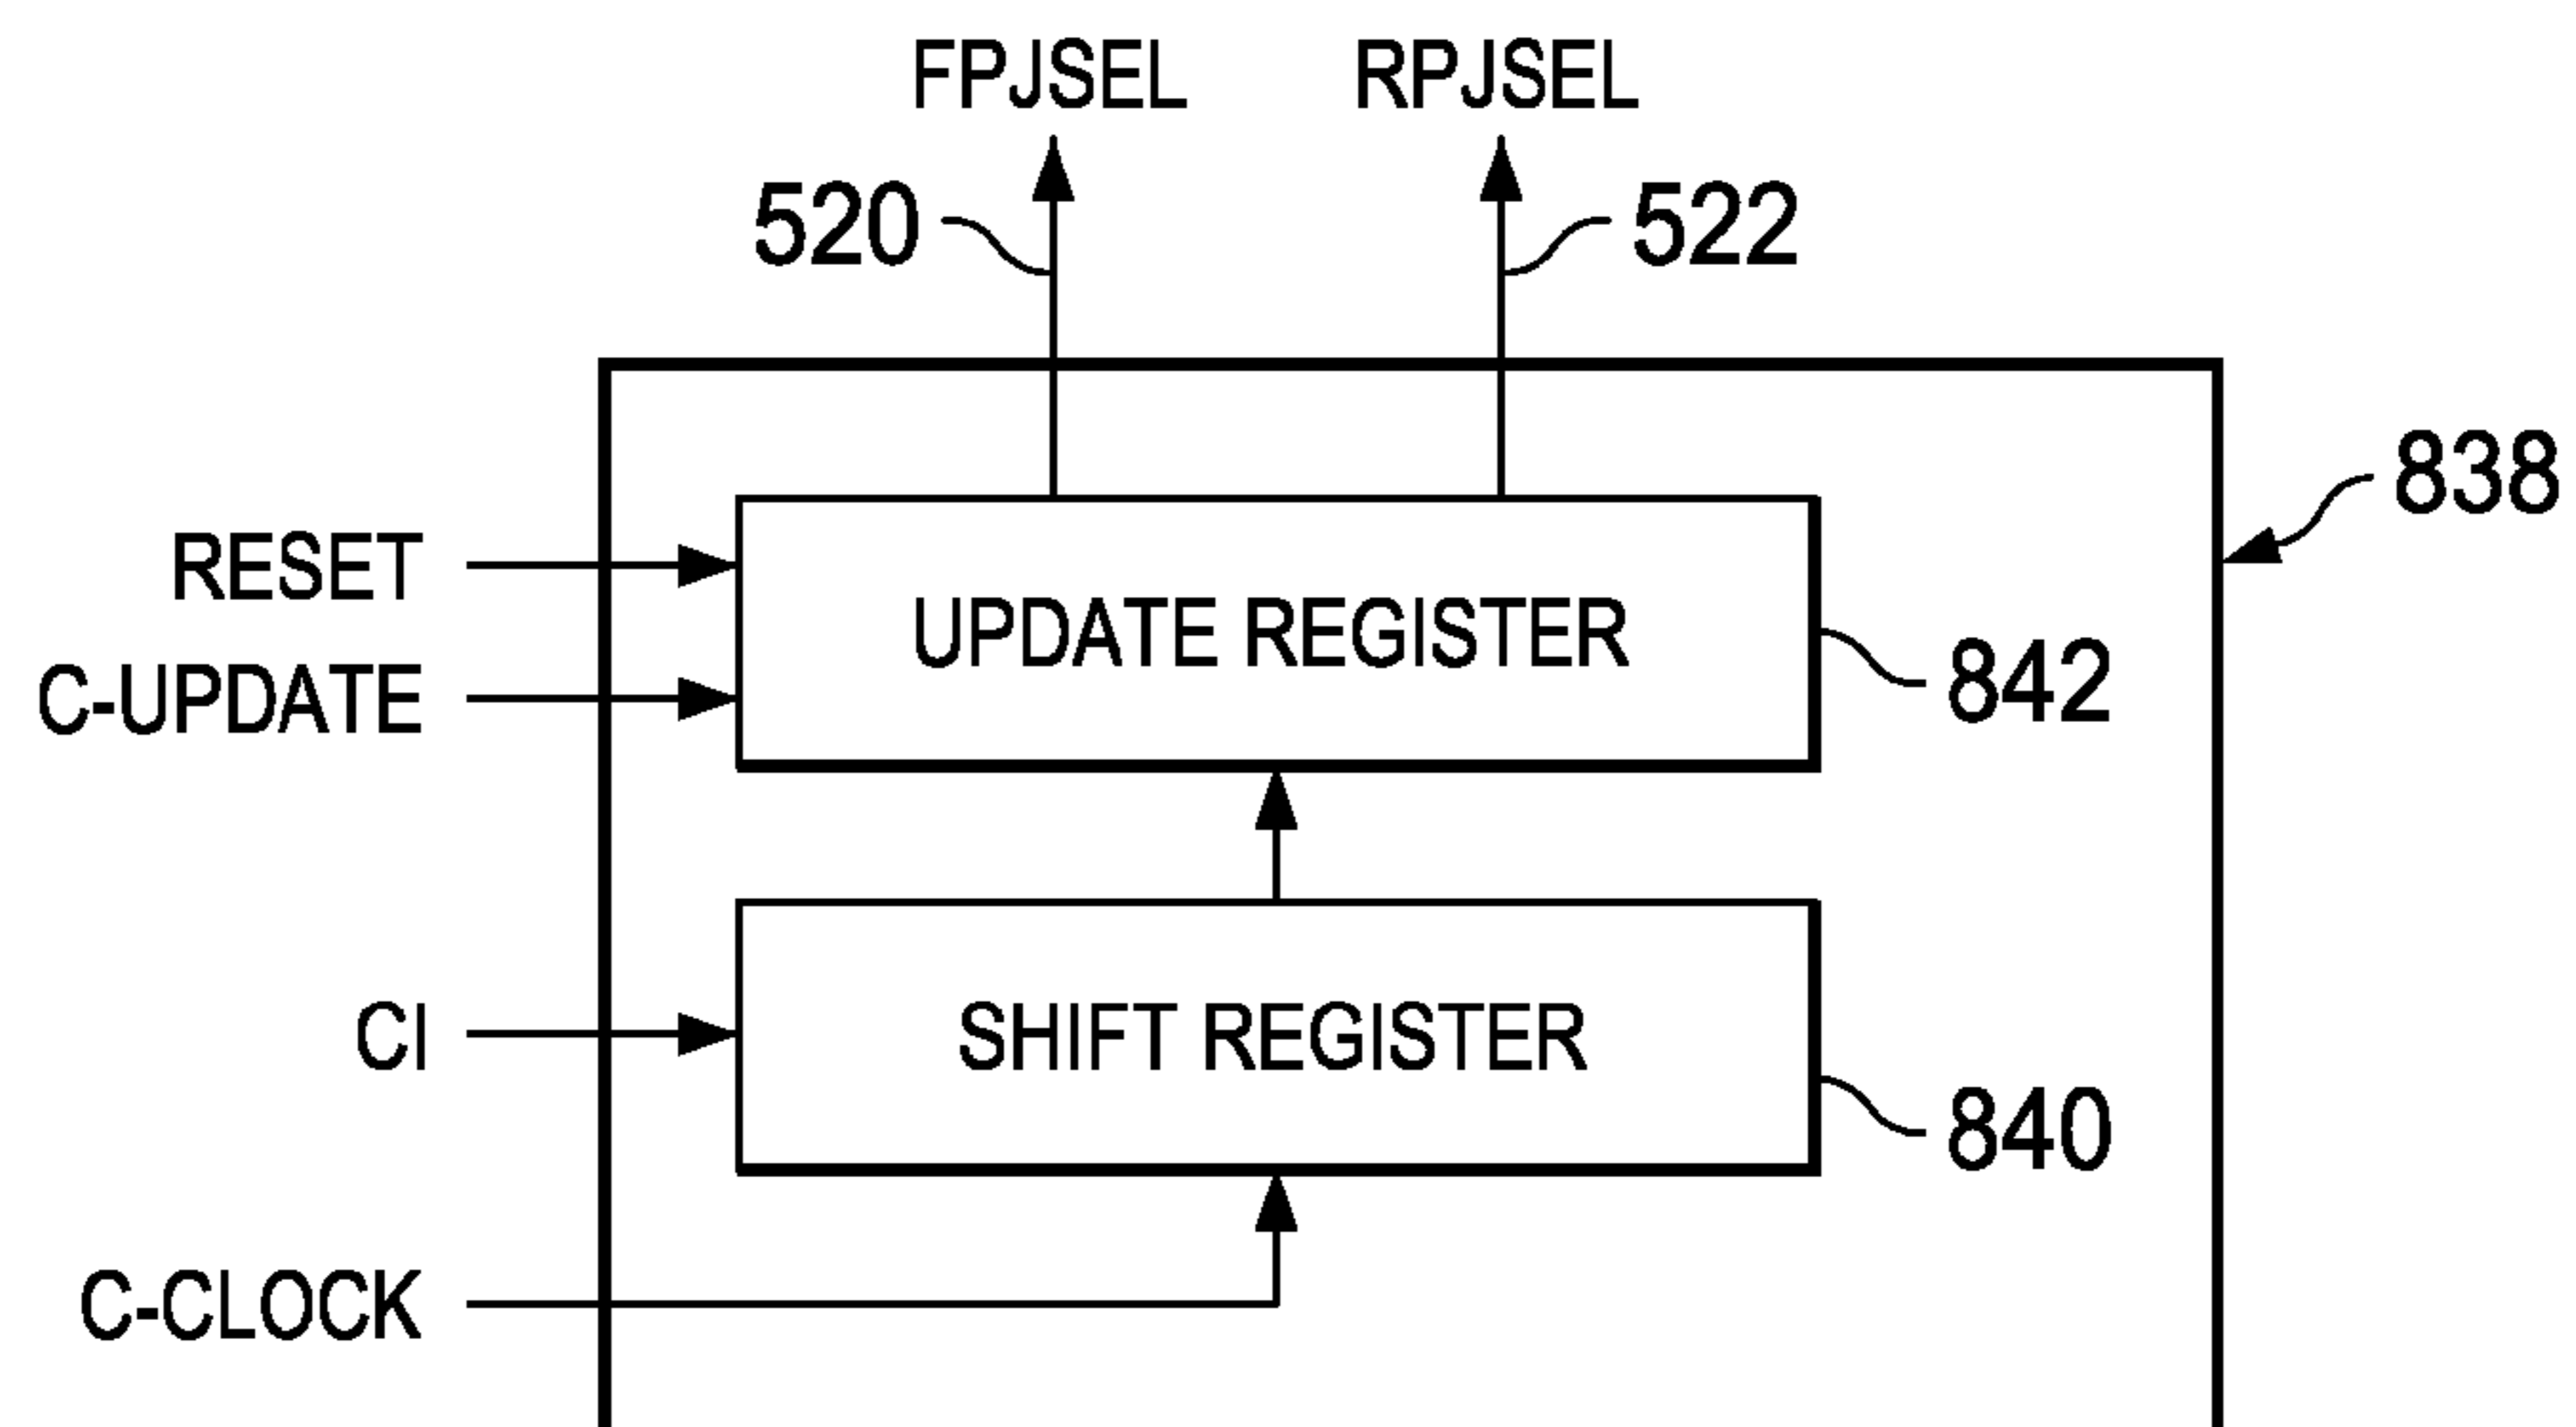 FPJSEL RPJSEL
520 522
838
RESET
UPDATE REGISTER
C-UPDATE
842
CI
SHIFT REGISTER
840
C-CLOCK